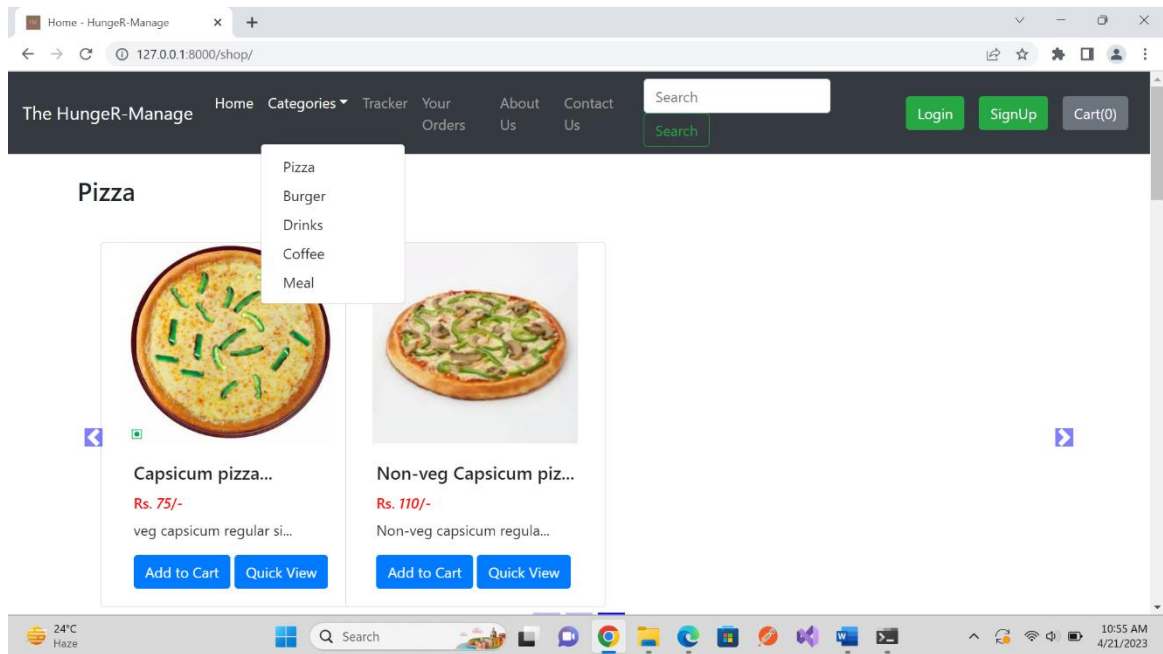 Home - HungeR-Manage
127.0.0.1:8000/shop/
The HungeR-Manage
Home
Categories
Tracker
Your Orders
About Us
Contact Us
Search
Search
Login
SignUp
Cart(0)
Pizza
Burger
Drinks
Coffee
Meal
Pizza
Capsicum pizza...
Rs. 75/-
veg capsicum regular si...
Add to Cart
Quick View
Non-veg Capsicum piz...
Rs. 110/-
Non-veg capsicum regula...
Add to Cart
Quick View
24°C
Haze
Search
10:55 AM
4/21/2023